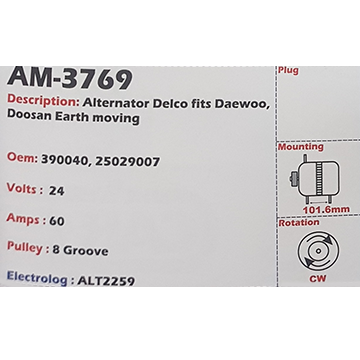 AM-3769
Description: Alternator Delco fits Daewoo,
Doosan Earth moving
Oem: 390040, 25029007
Volts : 24
Amps : 60
Pulley : 8 Groove
Electrolog : ALT2259
Plug
Mounting
101.6mm
Rotation
CW